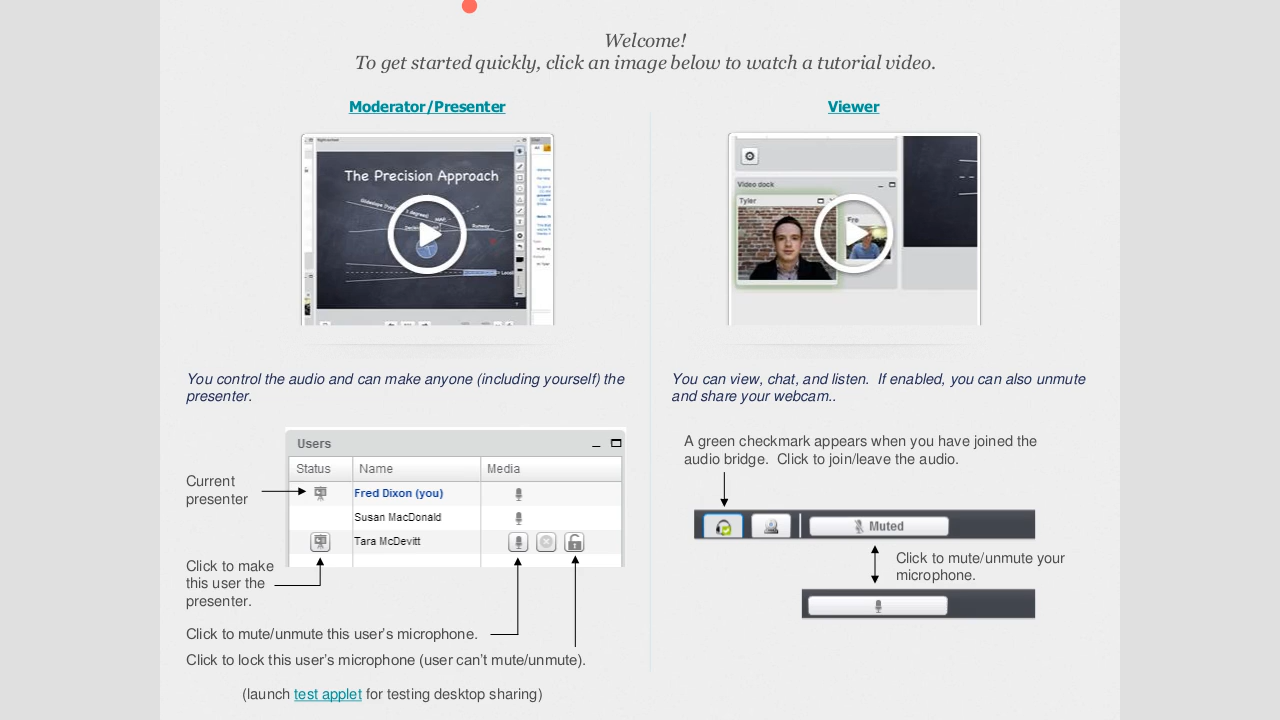 Welcome!
To get started quickly, click an image below to watch a tutorial video.
Moderator/Presenter
The Precision Approach
Runway
You control the audio and can make anyone (including yourself) the
presenter.
Users
Status Name Media
Current
presenter
Fred Dixon (you)
Susan MacDonald
Tara McDevitt
Click to make
this user the
presenter.
Click to mute/unmute this user's microphone.
Click to lock this user's microphone (user can't mute/unmute).
(launch test applet for testing desktop sharing)
Viewer
Video dock
Tyler
Fre
You can view, chat, and listen.  If enabled, you can also unmute
and share your webcam..
A green checkmark appears when you have joined the
audio bridge.  Click to join/leave the audio.
Muted
Click to mute/unmute your
microphone.